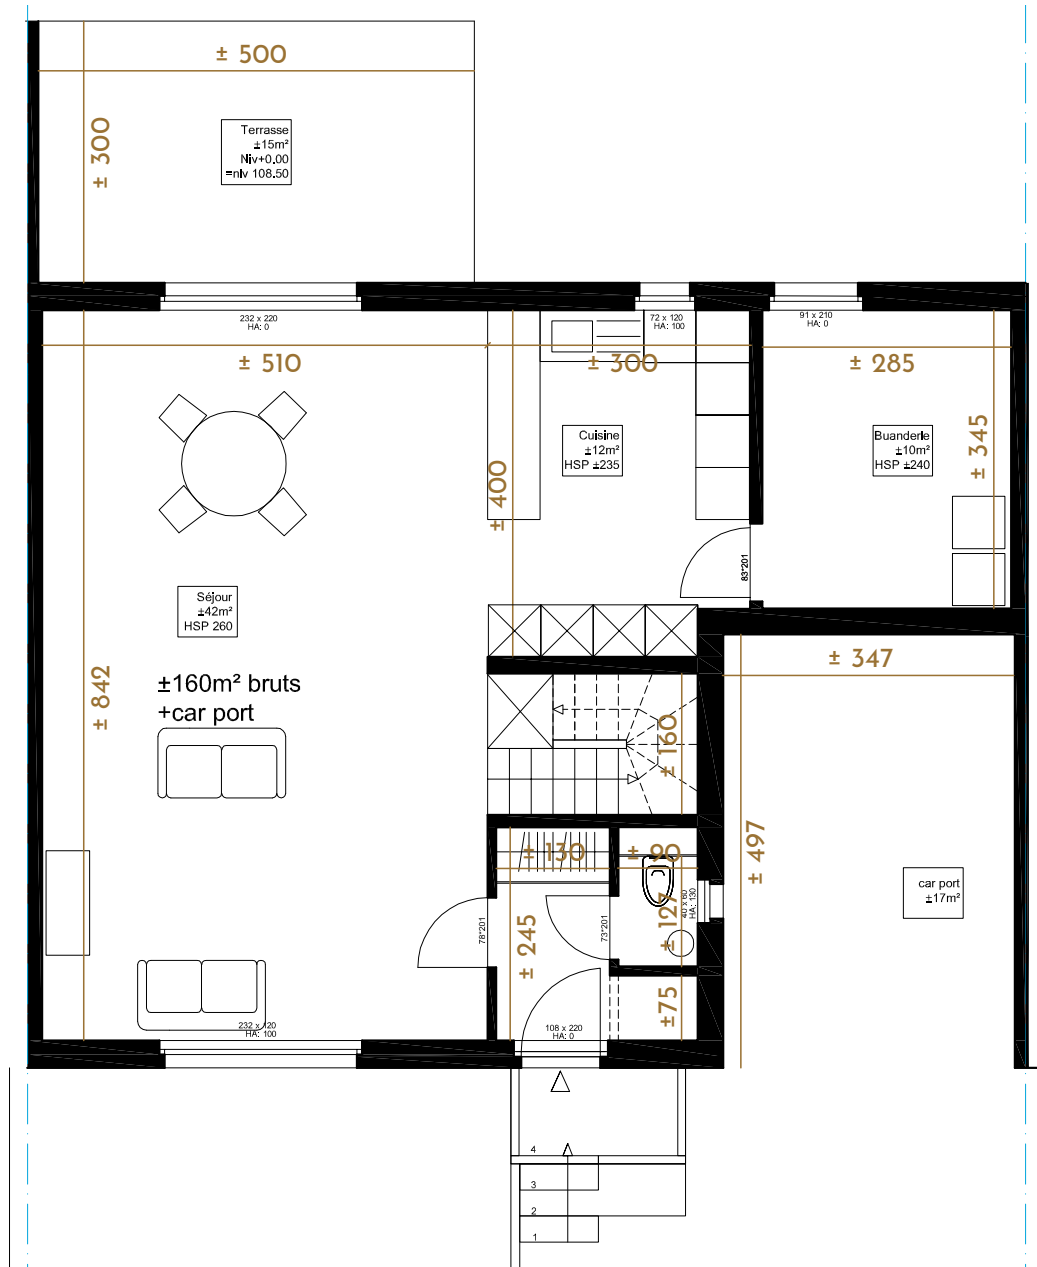 ± 500
± 300
Terrasse
±15m²
Niv+0.00
=niv 108.50
232 x 220
HA: 0
72 x 120
HA: 100
91 x 210
HA: 0
± 510
± 300
± 285
± 400
± 345
Cuisine
±12m²
HSP ±235
Buanderie
±10m²
HSP ±240
83*201
Séjour
±42m²
HSP 260
± 842
±160m² bruts
+car port
± 347
± 160
± 497
± 130
± 90
± 127
40 x 60
HA: 130
car port
±17m²
78*201
73*201
± 245
±75
232 x 120
HA: 100
108 x 220
HA: 0
4
3
2
1